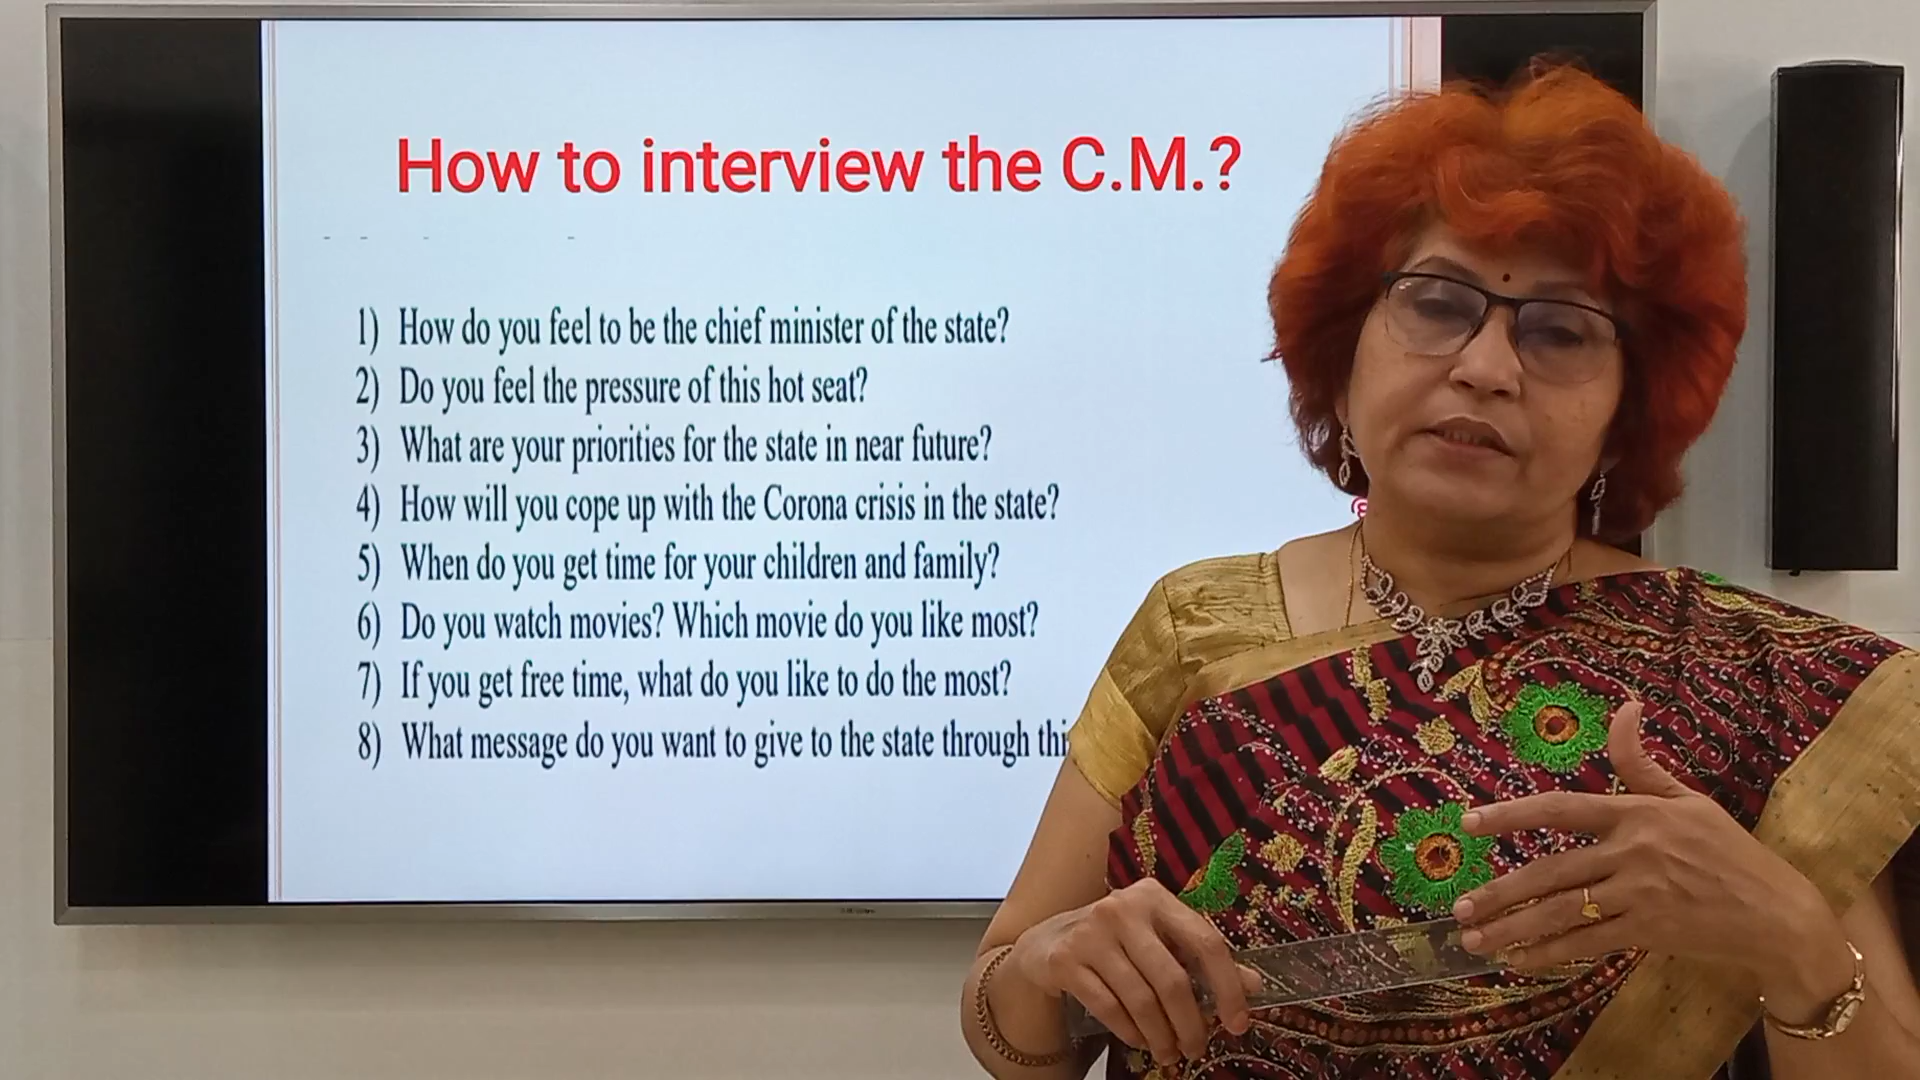 How to interview the C.M.?
1) How do you feel to be the chief minister of the state?
2) Do you feel the pressure of this hot seat?
3) What are your priorities for the state in near future?
4) How will you cope up with the Corona crisis in the state?
5) When do you get time for your children and family?
6) Do you watch movies? Which movie do you like most?
7) If you get free time, what do you like to do the most?
8) What message do you want to give to the state through